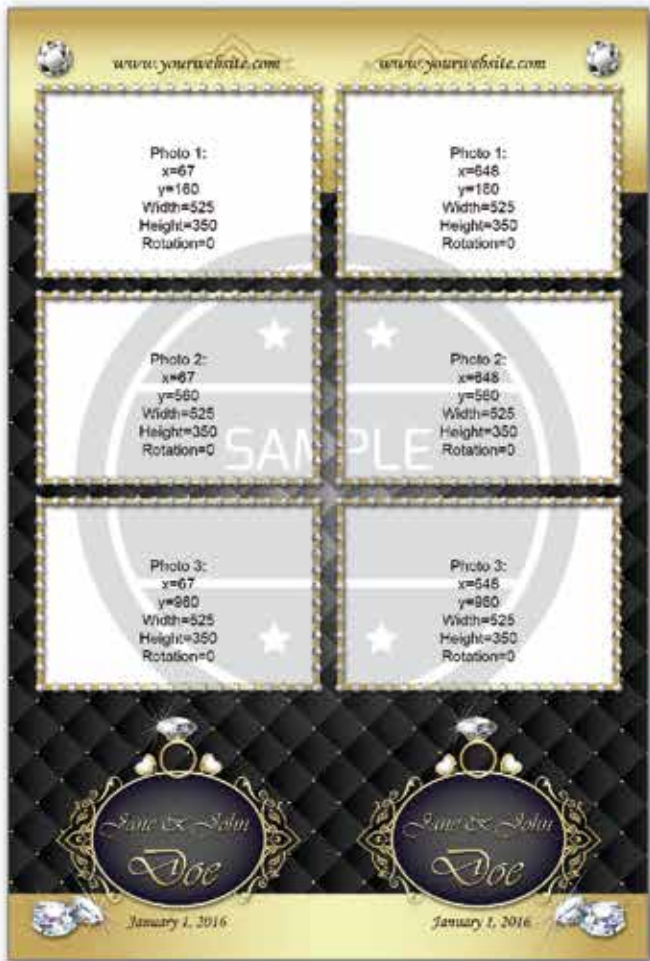 www.yourwebsite.com www.yourwebsite.com
Photo 1:
x=67
y=160
Width=525
Height=350
Rotation=0
Photo 1:
x=646
y=160
Width=525
Height=350
Rotation=0
Photo 2:
x=67
y=560
Width=525
Height=350
Rotation=0
Photo 2:
x=646
y=560
Width=525
Height=350
Rotation=0
SAMPLE
Photo 3:
x=67
y=960
Width=525
Height=350
Rotation=0
Photo 3:
x=646
y=960
Width=525
Height=350
Rotation=0
Jane & John
Doe
Jane & John
Doe
January 1, 2016
January 1, 2016